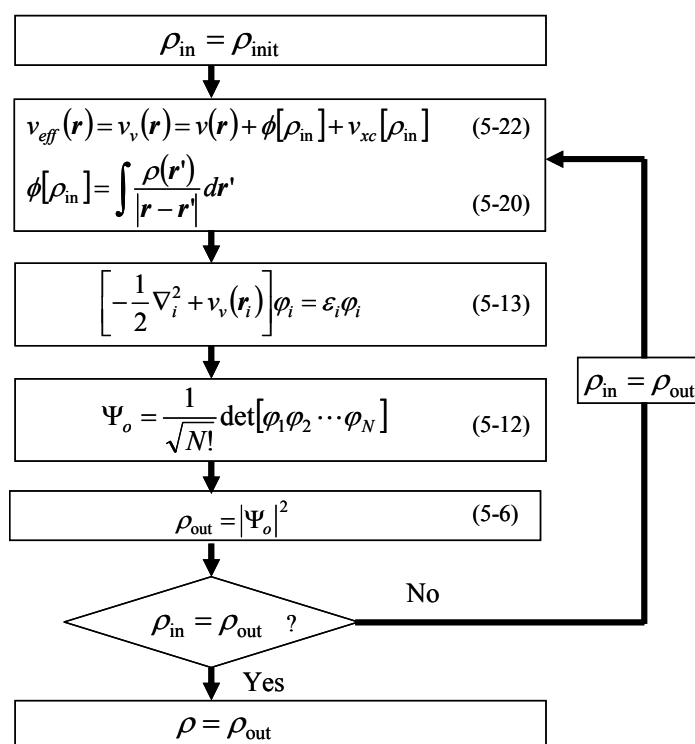 ρ_in = ρ_init
v_eff(r) = v_v(r) = v(r) + ϕ[ρ_in] + v_xc[ρ_in] (5-22)
ϕ[ρ_in] = ∫ ρ(r') / |r − r'| dr' (5-20)
[−1/2 ∇_i^2 + v_v(r_i)] φ_i = ε_i φ_i (5-13)
ρ_in = ρ_out
Ψ_o = 1/√N! det[φ_1 φ_2 ⋯ φ_N] (5-12)
ρ_out = |Ψ_o|^2 (5-6)
No
ρ_in = ρ_out ?
Yes
ρ = ρ_out